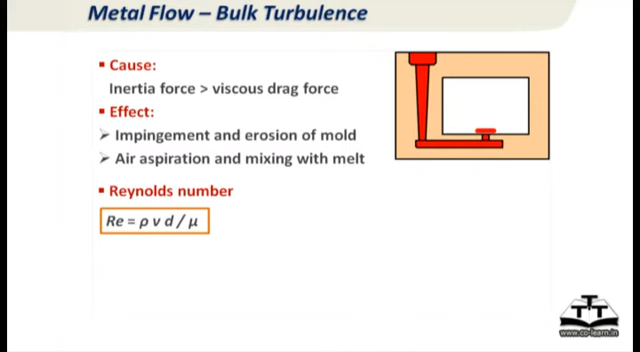 Metal Flow – Bulk Turbulence
▪ Cause:
Inertia force > viscous drag force
▪ Effect:
➢ Impingement and erosion of mold
➢ Air aspiration and mixing with melt
▪ Reynolds number
Re = ρ v d / μ
TTT
www.co-learn.in